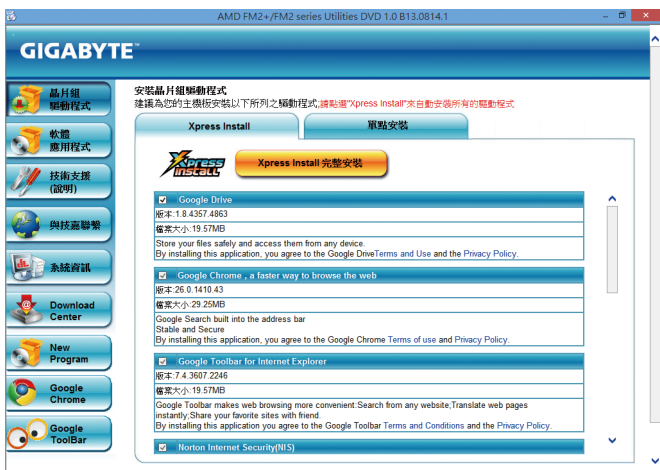 AMD FM2+/FM2 series Utilities DVD 1.0 B13.0814.1
GIGABYTE™
晶片組
驅動程式
軟體
應用程式
技術支援
(說明)
與技嘉聯繫
系統資訊
Download
Center
New
Program
Google
Chrome
Google
ToolBar
安裝晶片組驅動程式
建議為您的主機板安裝以下所列之驅動程式;請點選"Xpress Install"來自動安裝所有的驅動程式
Xpress Install
單點安裝
Xpress
Install
Xpress Install 完整安裝
Google Drive
版本:1.8.4357.4863
檔案大小:19.57MB
Store your files safely and access them from any device.
By installing this application, you agree to the Google DriveTerms and Use and the Privacy Policy.
Google Chrome , a faster way to browse the web
版本:26.0.1410.43
檔案大小:29.25MB
Google Search built into the address bar
Stable and Secure
By installing this application, you agree to the Google Chrome Terms of use and Privacy Policy.
Google Toolbar for Internet Explorer
版本:7.4.3607.2246
檔案大小:19.57MB
Google Toolbar makes web browsing more convenient:Search from any website;Translate web pages
instantly;Share your favorite sites with friend.
By installing this application you agree to the Google Toolbar Terms and Conditions and the Privacy Policy.
Norton Internet Security(NIS)